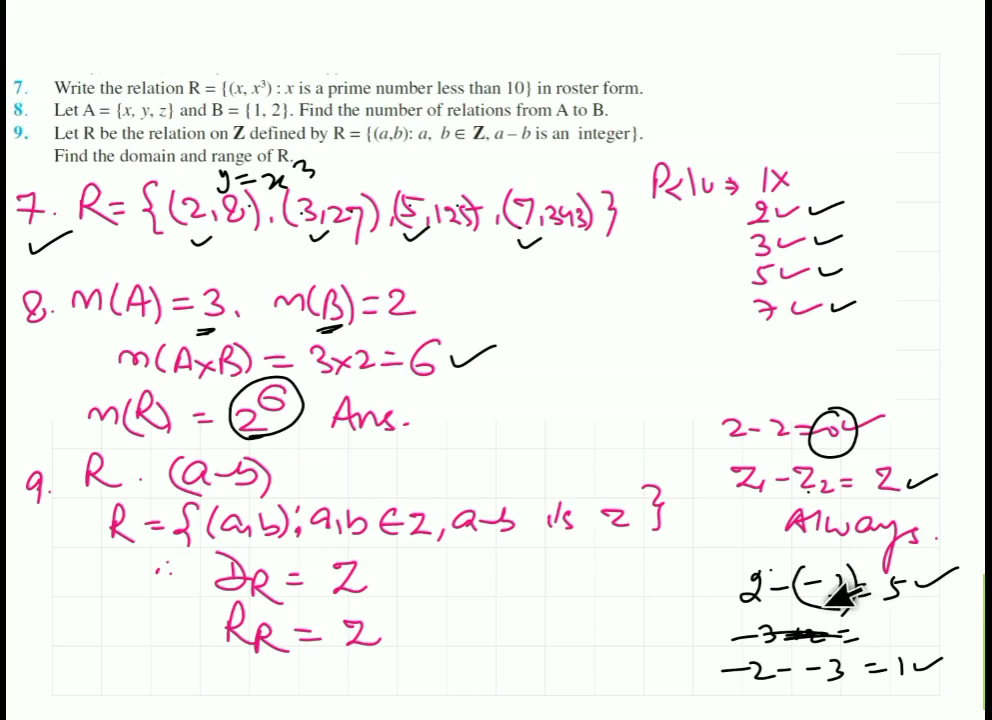 7. Write the relation R = {(x, x³) : x is a prime number less than 10} in roster form.
8. Let A = {x, y, z} and B = {1, 2}. Find the number of relations from A to B.
9. Let R be the relation on Z defined by R = {(a,b): a, b ∈ Z, a – b is an integer}.
Find the domain and range of R.
y = x³
7. R = {(2,8), (3,27), (5,125), (7,343)}
P<10 → 1X
2 ✓ ✓
3 ✓ ✓
5 ✓ ✓
7 ✓ ✓
8. n(A) = 3, n(B) = 2
n(A×B) = 3×2 = 6 ✓
n(R) = 2⁶ Ans.
9. R . (a-b)
R = {(a,b); a,b ∈ Z, a-b is Z}
∴ DR = Z
RR = Z
2-2=0 ✓
Z₁ - Z₂ = Z ✓
Always.
2-(- = 5 ✓
-2--3 = 1 ✓